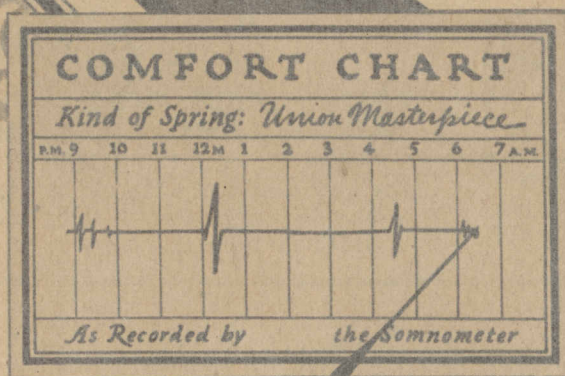 COMFORT CHART
Kind of Spring: Union Masterpiece
P.M. 9 10 11 12M 1 2 3 4 5 6 7 A.M.
As Recorded by the Somnometer